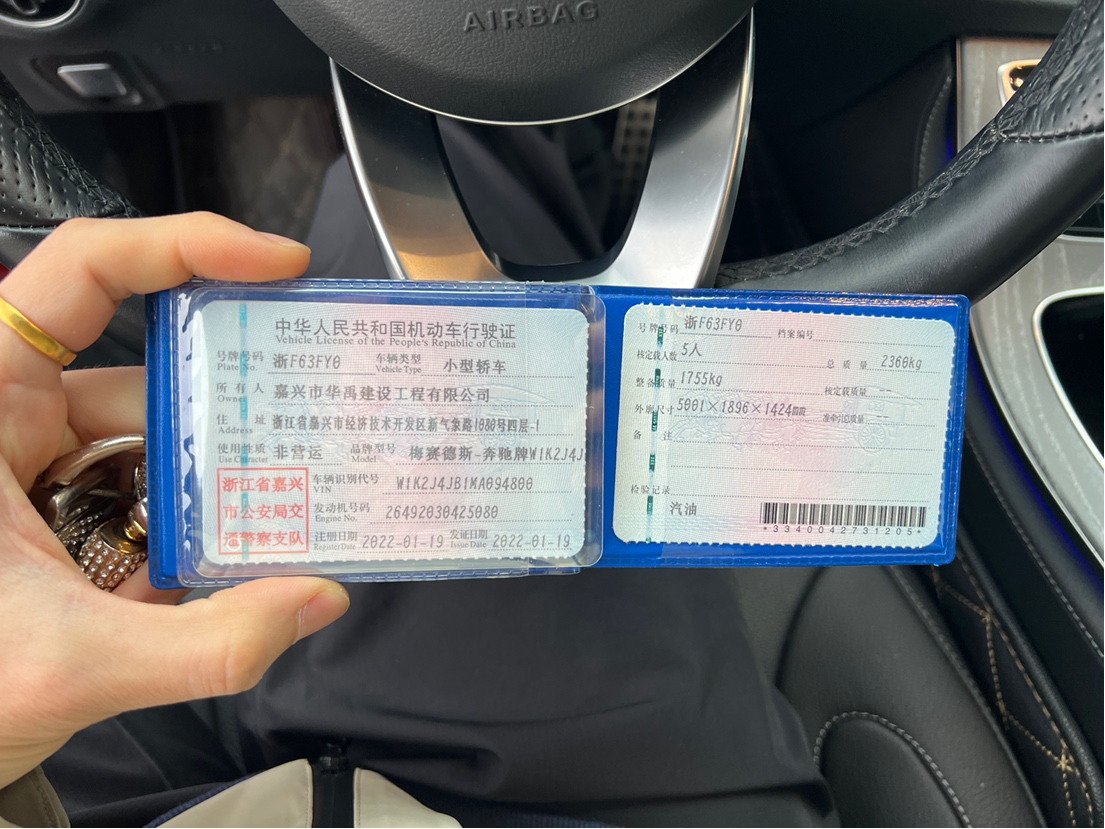 AIRBAG
中华人民共和国机动车行驶证
Vehicle License of the People's Republic of China
号牌号码 浙F63FY0 车辆类型 小型轿车
Plate No. Vehicle Type
所有人 嘉兴市华禹建设工程有限公司
Owner
住址 浙江省嘉兴市经济技术开发区新气象路1080号四层-1
Address
使用性质 非营运 品牌型号 梅赛德斯-奔驰牌W1K2J4J
Use Character Model
浙江省嘉兴
市公安局交
通警察支队
车辆识别代号 W1K2J4JB1MA094800
VIN
发动机号码 26492030425080
Engine No.
注册日期 2022-01-19 发证日期 2022-01-19
Register Date Issue Date
号牌号码 浙F63FY0 档案编号
核定载人数 5人 总质量 2360kg
整备质量 1755kg 核定载质量 --
外廓尺寸 5001×1896×1424mm 准牵引总质量 --
备注
检验记录
汽油
*3340042731205*